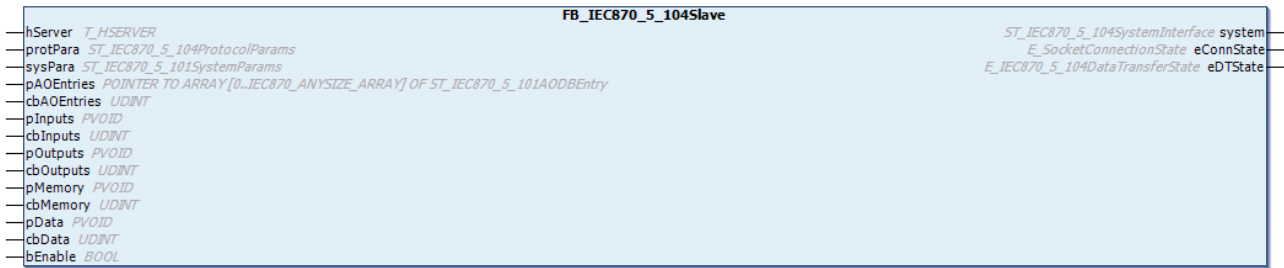 FB_IEC870_5_104Slave
hServer T_HSERVER
ST_IEC870_5_104SystemInterface system
protPara ST_IEC870_5_104ProtocolParams
E_SocketConnectionState eConnState
sysPara ST_IEC870_5_101SystemParams
E_IEC870_5_104DataTransferState eDTState
pAOEntries POINTER TO ARRAY [0..IEC870_ANYSIZE_ARRAY] OF ST_IEC870_5_101AODBEntry
cbAOEntries UDINT
pInputs PVOID
cbInputs UDINT
pOutputs PVOID
cbOutputs UDINT
pMemory PVOID
cbMemory UDINT
pData PVOID
cbData UDINT
bEnable BOOL